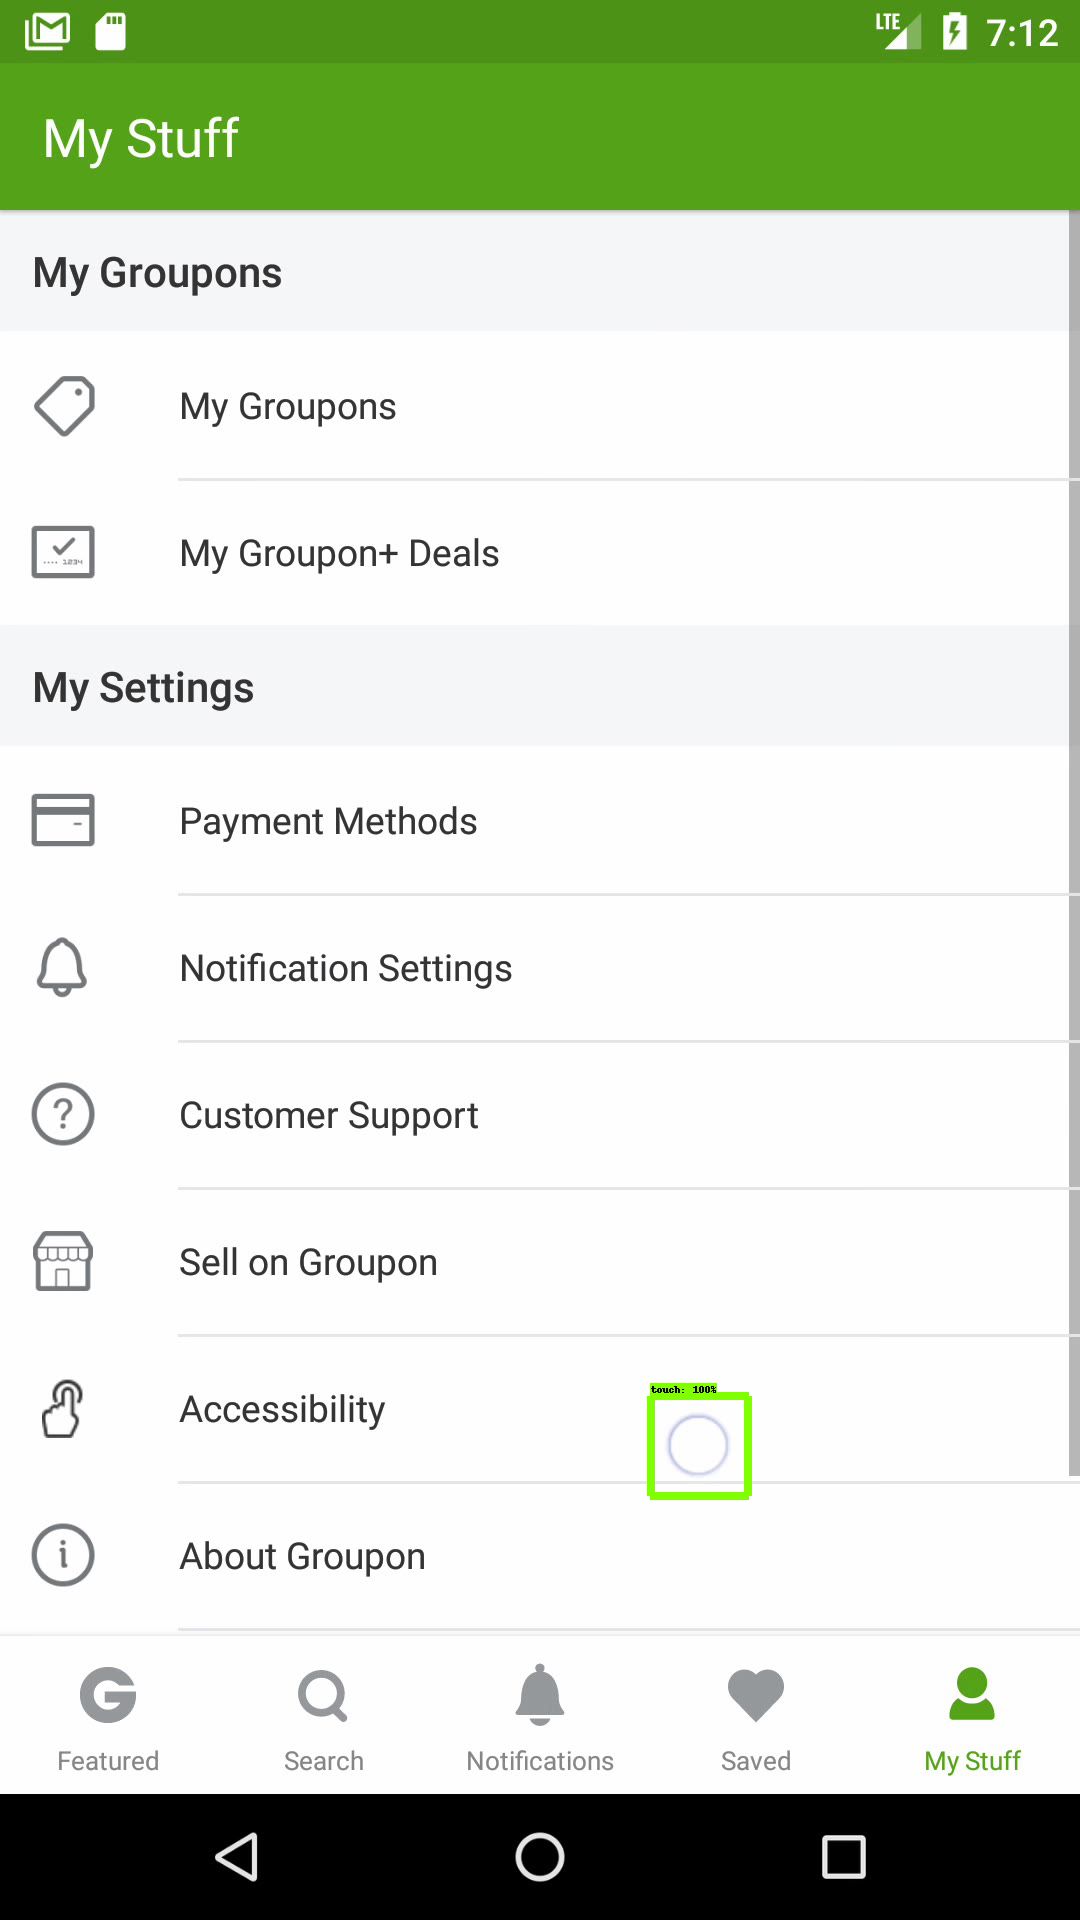 LTE 7:12
My Stuff
My Groupons
My Groupons
1234
My Groupon+ Deals
My Settings
Payment Methods
Notification Settings
Customer Support
Sell on Groupon
touch: 100%
Accessibility
About Groupon
Featured
Search
Notifications
Saved
My Stuff